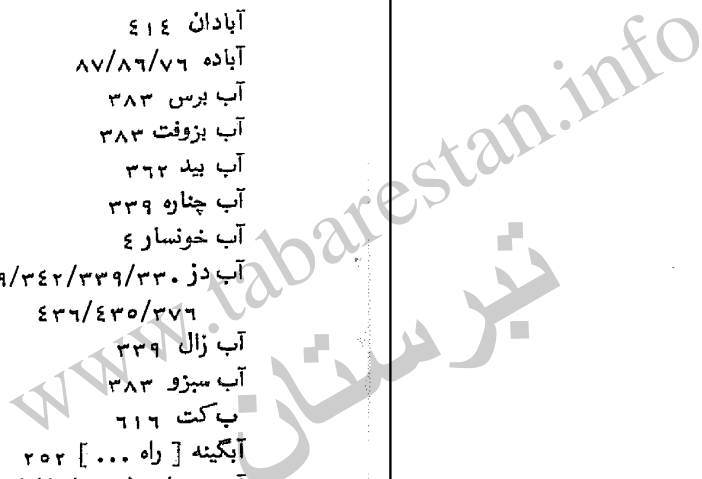 آبادان ٤١٤
آباده ٧٦/٨٦/٨٧
آب برس ٣٨٣
آب بزوفت ٣٨٣
آب بید ٣٦٢
آب چناره ٣٣٩
آب خونسار ٤
آب دز ٣٣٠/٣٣٩/٣٤٢/
٣٧٦/٤٣٥/٤٣٦
آب زال ٣٣٩
آب سبزو ٣٨٣
ب کت ٦١٦
آبگینه [ راه ... ] ٢٥٢
www.tabarestan.info
تبرستان